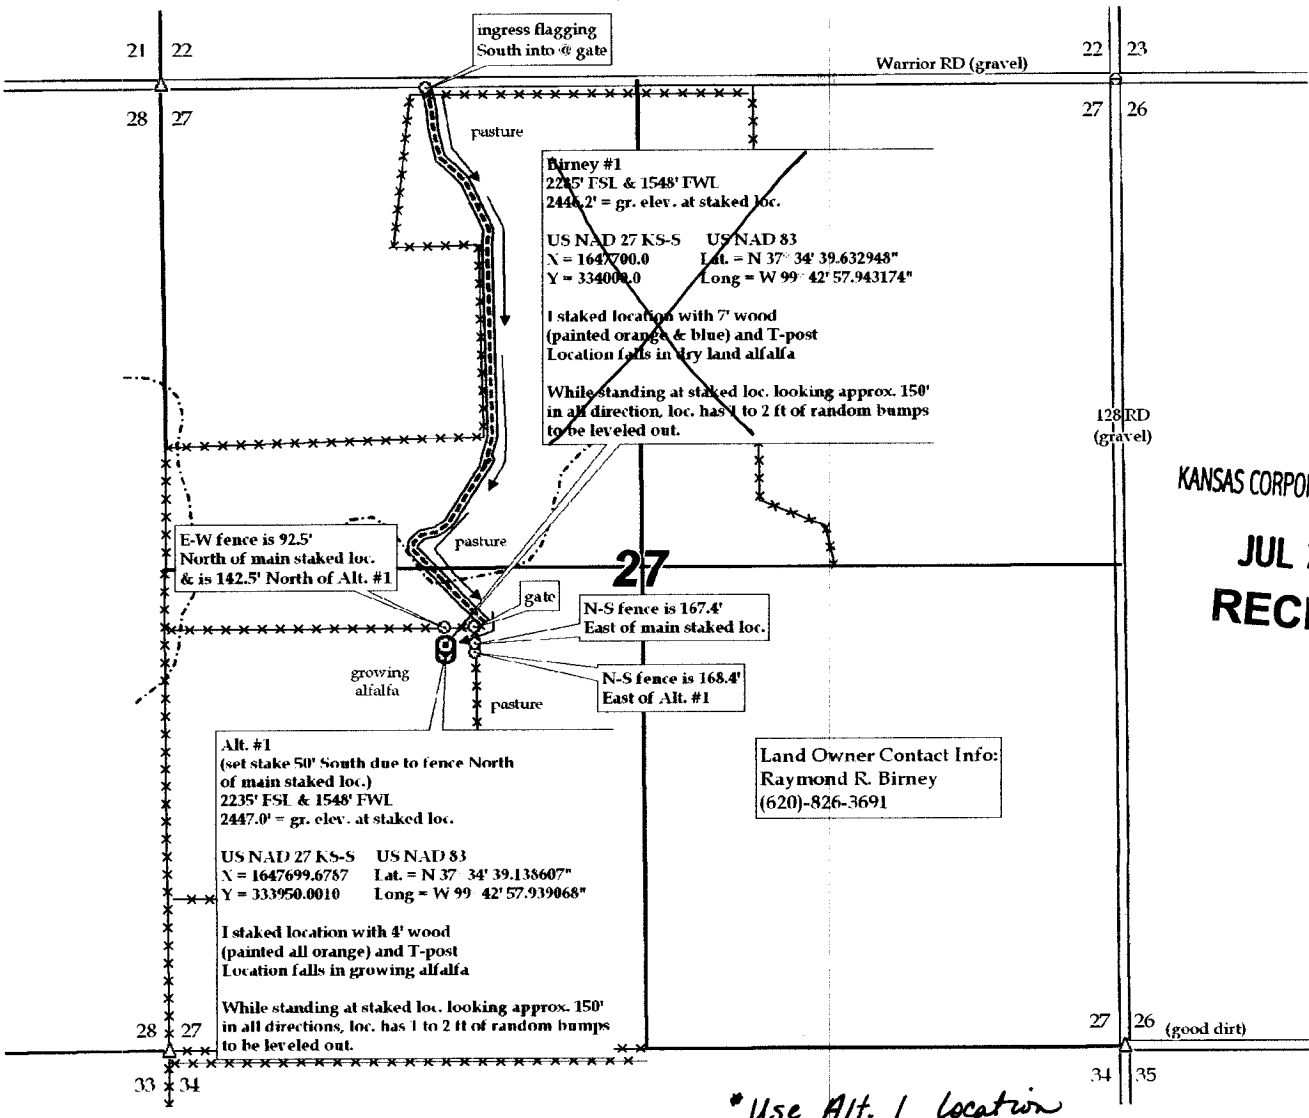 ingress flagging
South into @ gate
21 22
22 23
Warrior RD (gravel)
28 27
27 26
pasture
Birney #1
2285' FSL & 1548' FWL
2446.2' = gr. elev. at staked loc.
US NAD 27 KS-S US NAD 83
X = 1647700.0 Lat. = N 37° 34' 39.632948"
Y = 334000.0 Long = W 99° 42' 57.943174"
I staked location with 7' wood
(painted orange & blue) and T-post
Location falls in dry land alfalfa
While standing at staked loc. looking approx. 150'
in all direction, loc. has 1 to 2 ft of random bumps
to be leveled out.
128 RD
(gravel)
KANSAS
JUL
E-W fence is 92.5'
North of main staked loc.
& is 142.5' North of Alt. #1
pasture
27
gate
N-S fence is 167.4'
East of main staked loc.
N-S fence is 168.4'
East of Alt. #1
growing
alfalfa
pasture
Alt. #1
(set stake 50' South due to fence North
of main staked loc.)
2235' FSL & 1548' FWL
2447.0' = gr. elev. at staked loc.
US NAD 27 KS-S US NAD 83
X = 1647699.6787 Lat. = N 37 34' 39.138607"
Y = 333950.0010 Long = W 99 42' 57.939068"
I staked location with 4' wood
(painted all orange) and T-post
Location falls in growing alfalfa
While standing at staked loc. looking approx. 150'
in all directions, loc. has 1 to 2 ft of random bumps
to be leveled out.
Land Owner Contact Info:
Raymond R. Birney
(620)-826-3691
28 27
27 26
(good dirt)
33 34
34 35
* Use Alt. 1 Location